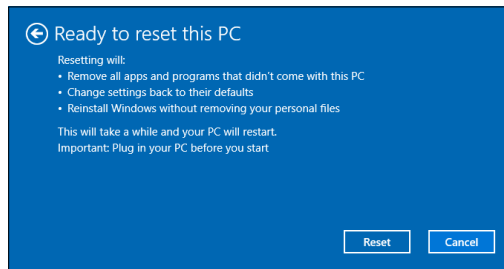 Ready to reset this PC
Resetting will:
• Remove all apps and programs that didn't come with this PC
• Change settings back to their defaults
• Reinstall Windows without removing your personal files
This will take a while and your PC will restart.
Important: Plug in your PC before you start
Reset Cancel